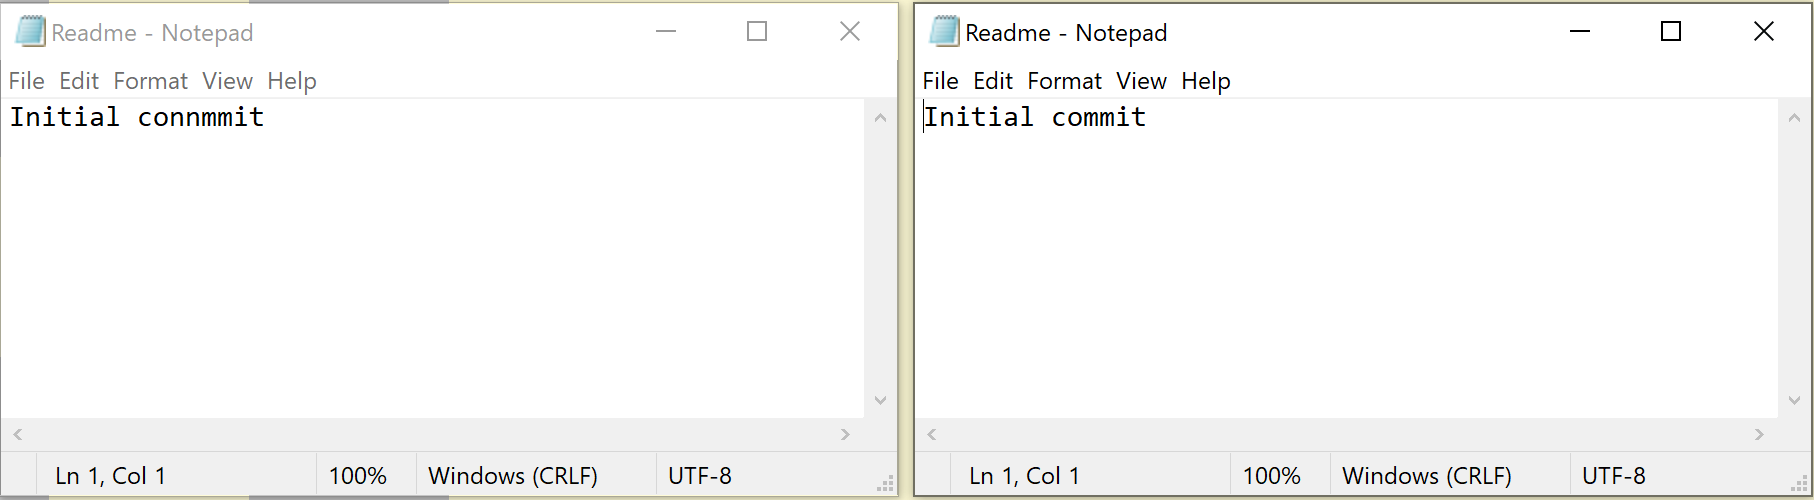 Readme - Notepad
File Edit Format View Help
Initial connmmit
Ln 1, Col 1 100% Windows (CRLF) UTF-8
Readme - Notepad
File Edit Format View Help
Initial commit
Ln 1, Col 1 100% Windows (CRLF) UTF-8